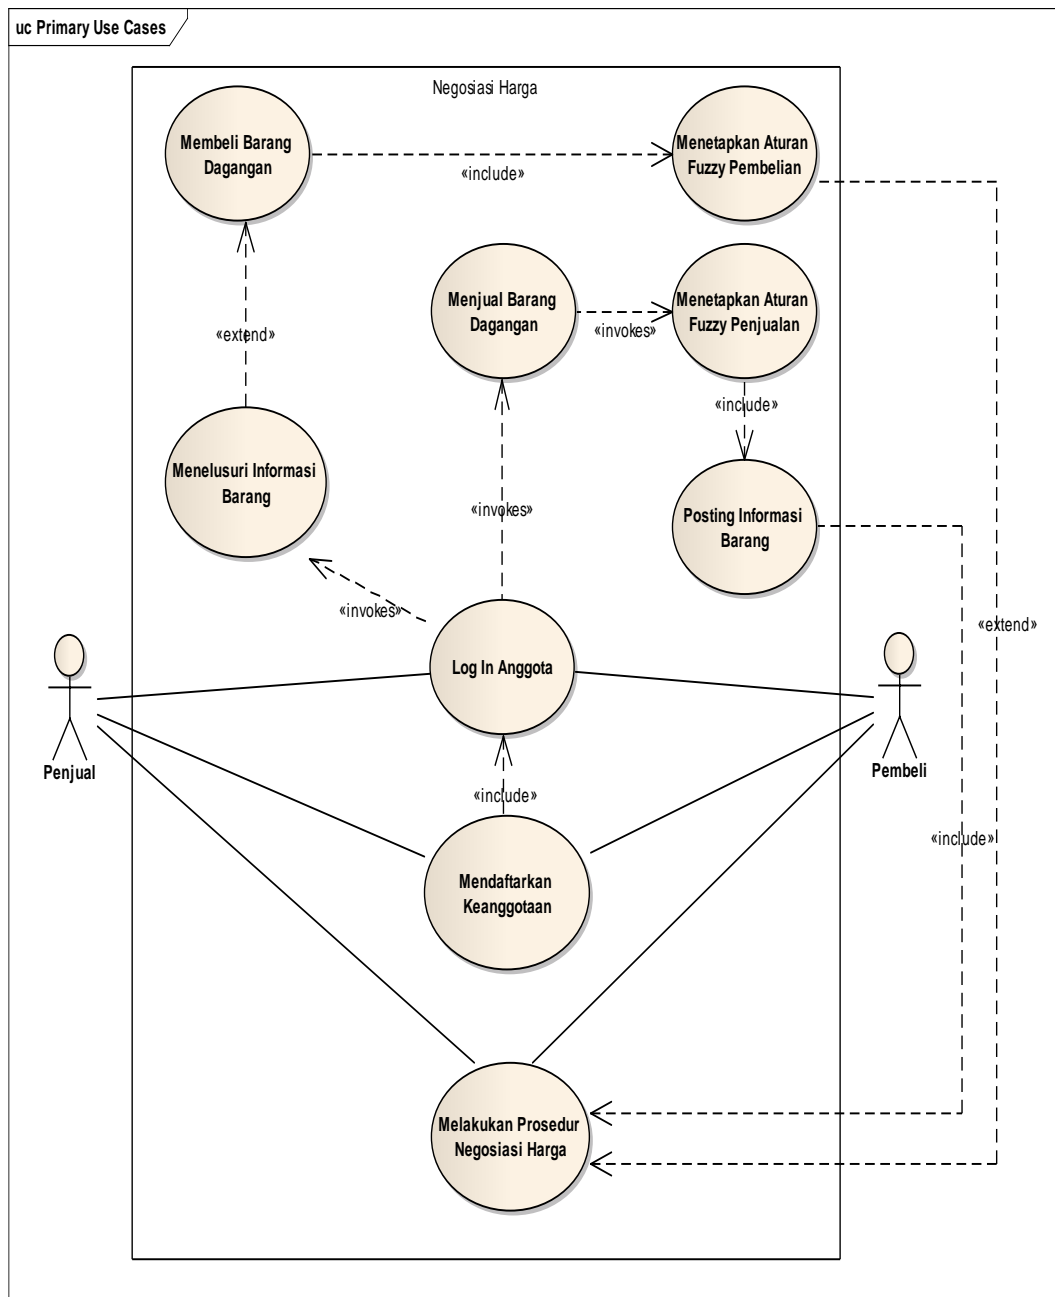 uc Primary Use Cases
Negosiasi Harga
Membeli Barang
Dagangan
«include»
Menetapkan Aturan
Fuzzy Pembelian
Menjual Barang
Dagangan
«invokes»
Menetapkan Aturan
Fuzzy Penjualan
«extend»
«include»
Menelusuri Informasi
Barang
«invokes»
Posting Informasi
Barang
«invokes»
«extend»
Log In Anggota
Penjual
Pembeli
«include»
«include»
Mendaftarkan
Keanggotaan
Melakukan Prosedur
Negosiasi Harga